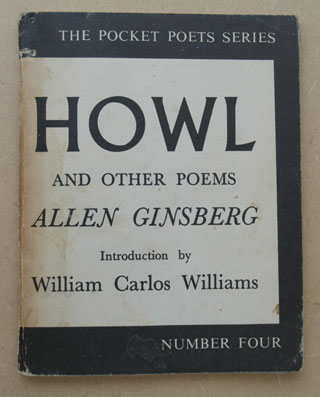 THE POCKET POETS SERIES
HOWL
AND OTHER POEMS
ALLEN GINSBERG
Introduction by
William Carlos Williams
NUMBER FOUR